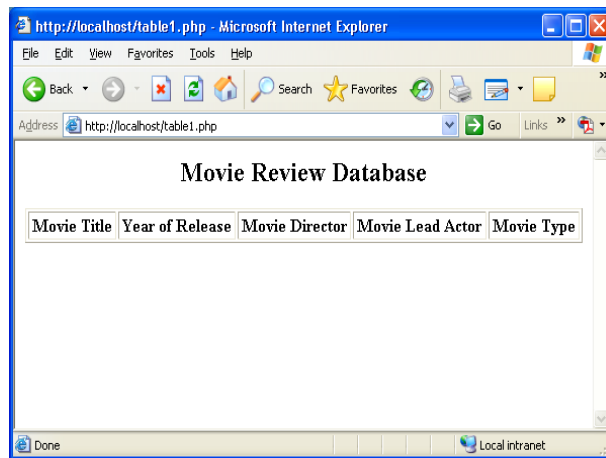 http://localhost/table1.php - Microsoft Internet Explorer
File Edit View Favorites Tools Help
Back Search Favorites »
Address http://localhost/table1.php Go Links »
Movie Review Database
Movie Title Year of Release Movie Director Movie Lead Actor Movie Type
Done Local intranet